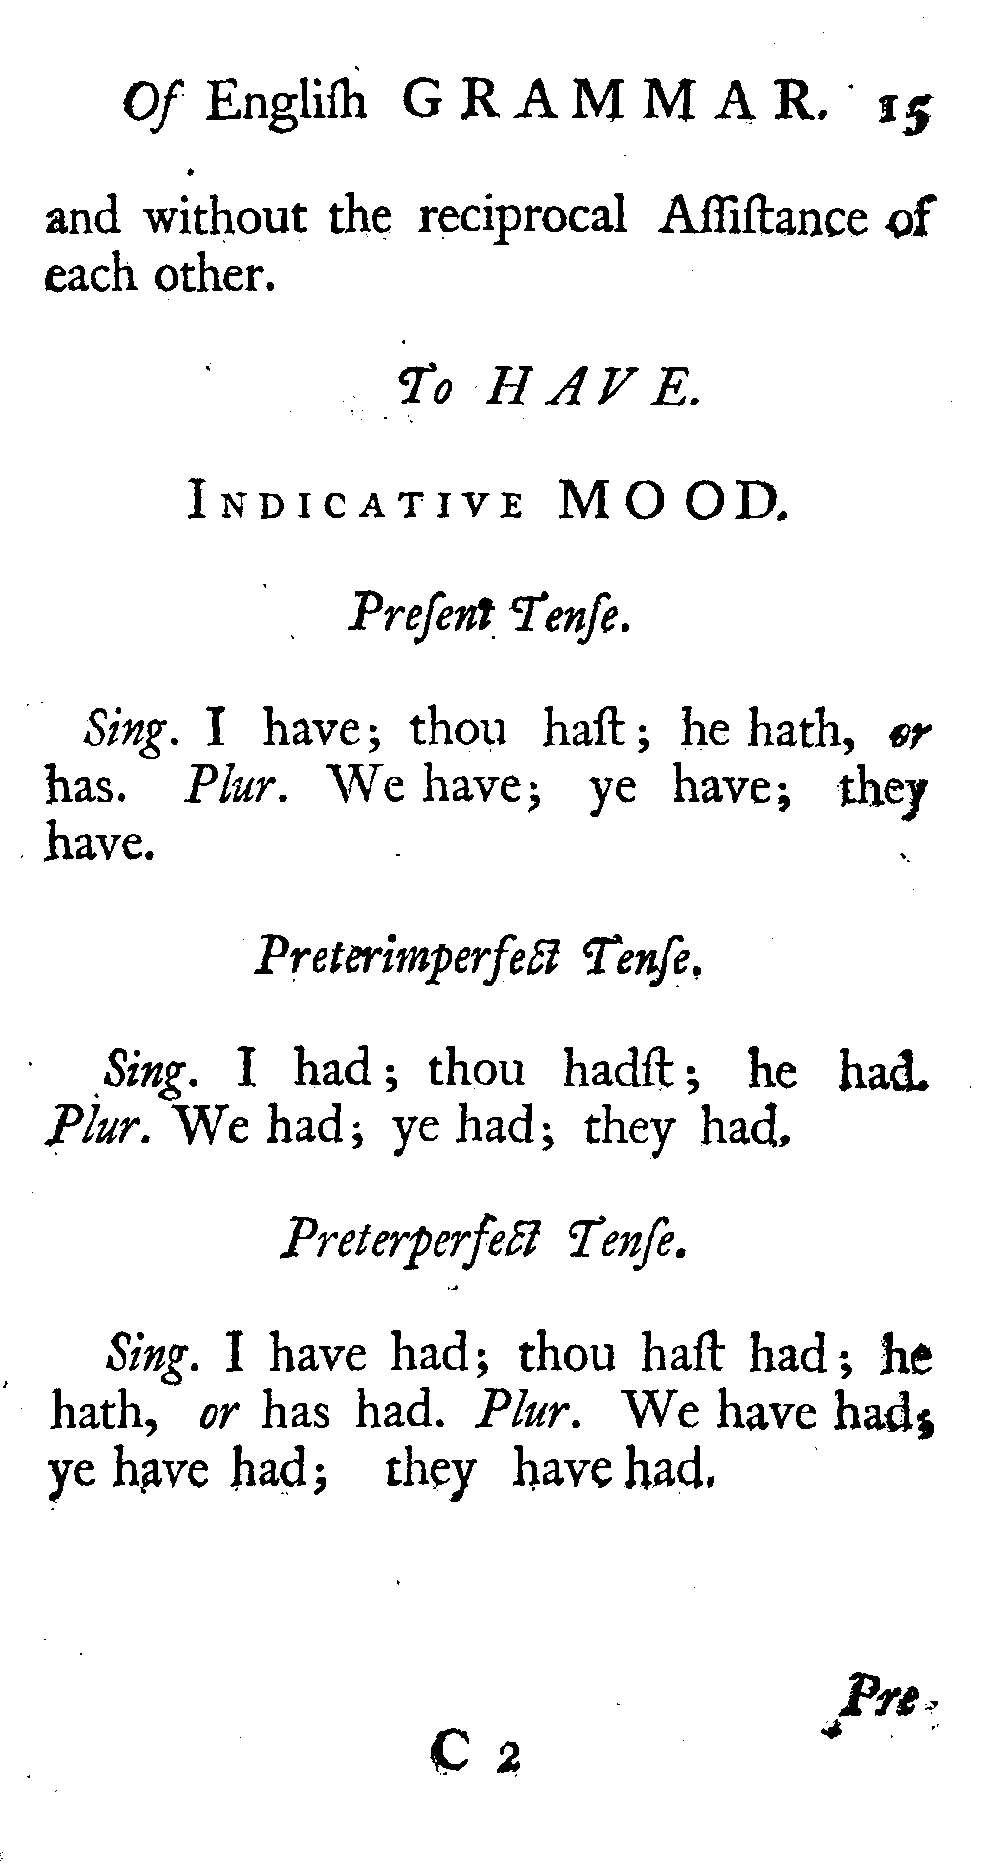 Of Engliſh GRAMMAR. 15
and without the reciprocal Aſſiſtance of
each other.
To HAVE.
INDICATIVE MOOD.
Preſent Tenſe.
Sing. I have; thou haſt; he hath, or
has. Plur. We have; ye have; they
have.
Preterimperfect Tenſe.
Sing. I had; thou hadſt; he had.
Plur. We had; ye had; they had.
Preterperfect Tenſe.
Sing. I have had; thou haſt had; he
hath, or has had. Plur. We have had;
ye have had; they have had.
Pre-
C 2